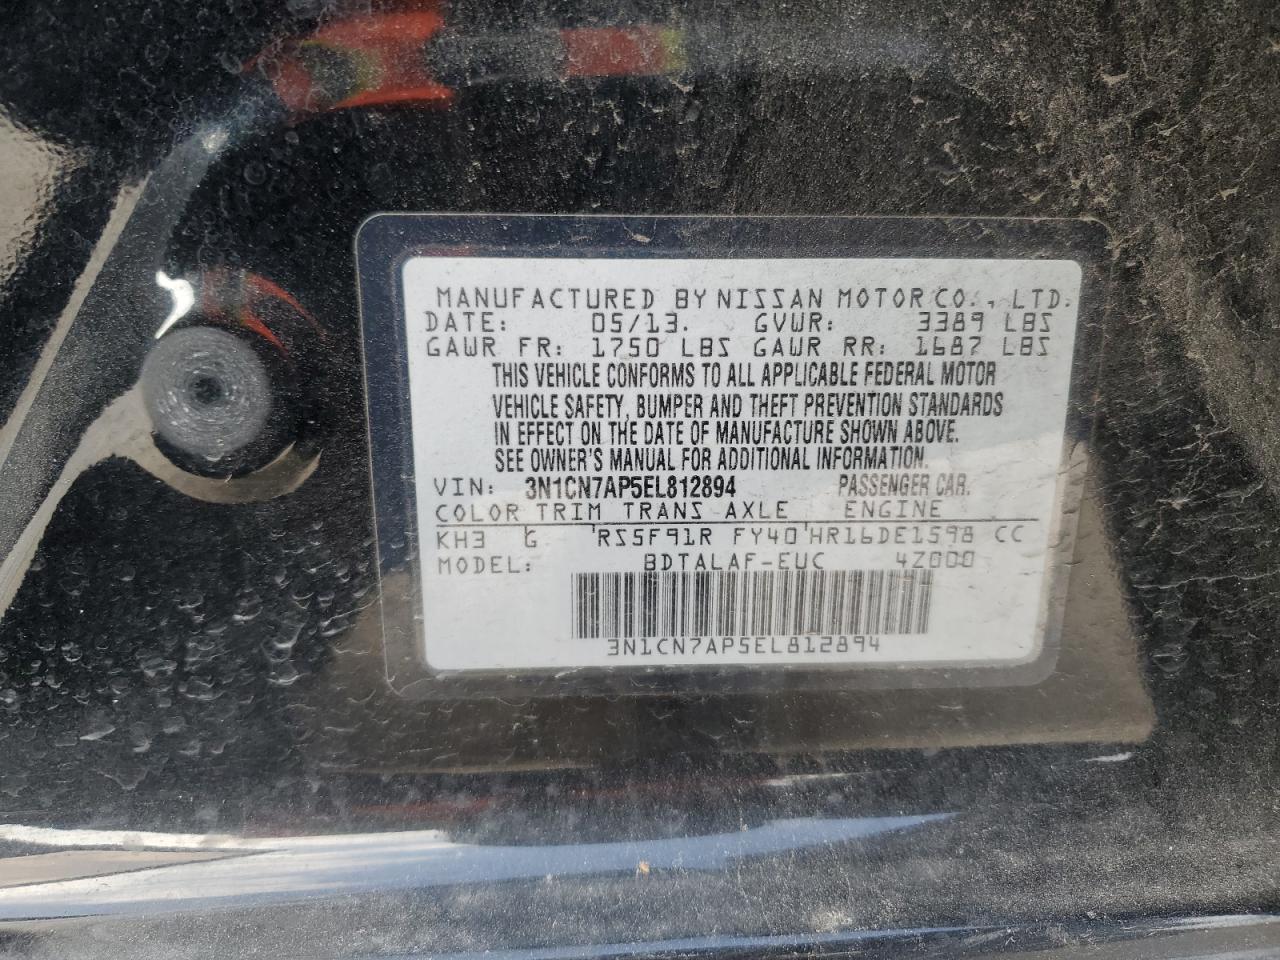 MANUFACTURED BY NISSAN MOTOR CO., LTD.
DATE: 05/13. GVWR: 3389 LBS
GAWR FR: 1750 LBS GAWR RR: 1687 LBS
THIS VEHICLE CONFORMS TO ALL APPLICABLE FEDERAL MOTOR
VEHICLE SAFETY, BUMPER AND THEFT PREVENTION STANDARDS
IN EFFECT ON THE DATE OF MANUFACTURE SHOWN ABOVE.
SEE OWNER'S MANUAL FOR ADDITIONAL INFORMATION.
VIN: 3N1CN7AP5EL812894 PASSENGER CAR.
COLOR TRIM TRANS AXLE ENGINE
KH3 G RS5F91R FY40 HR16DE1598 CC
MODEL: BDTALAF-EUC 4Z000
3N1CN7AP5EL812894